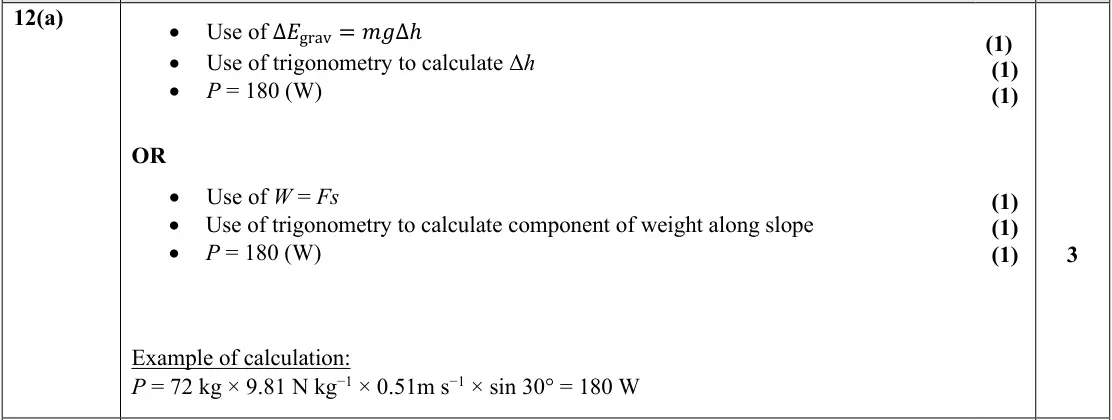 12(a)
• Use of ΔE_grav = mgΔh (1)
• Use of trigonometry to calculate Δh (1)
• P = 180 (W) (1)
OR
• Use of W = Fs (1)
• Use of trigonometry to calculate component of weight along slope (1)
• P = 180 (W) (1) 3
Example of calculation:
P = 72 kg × 9.81 N kg⁻¹ × 0.51m s⁻¹ × sin 30° = 180 W